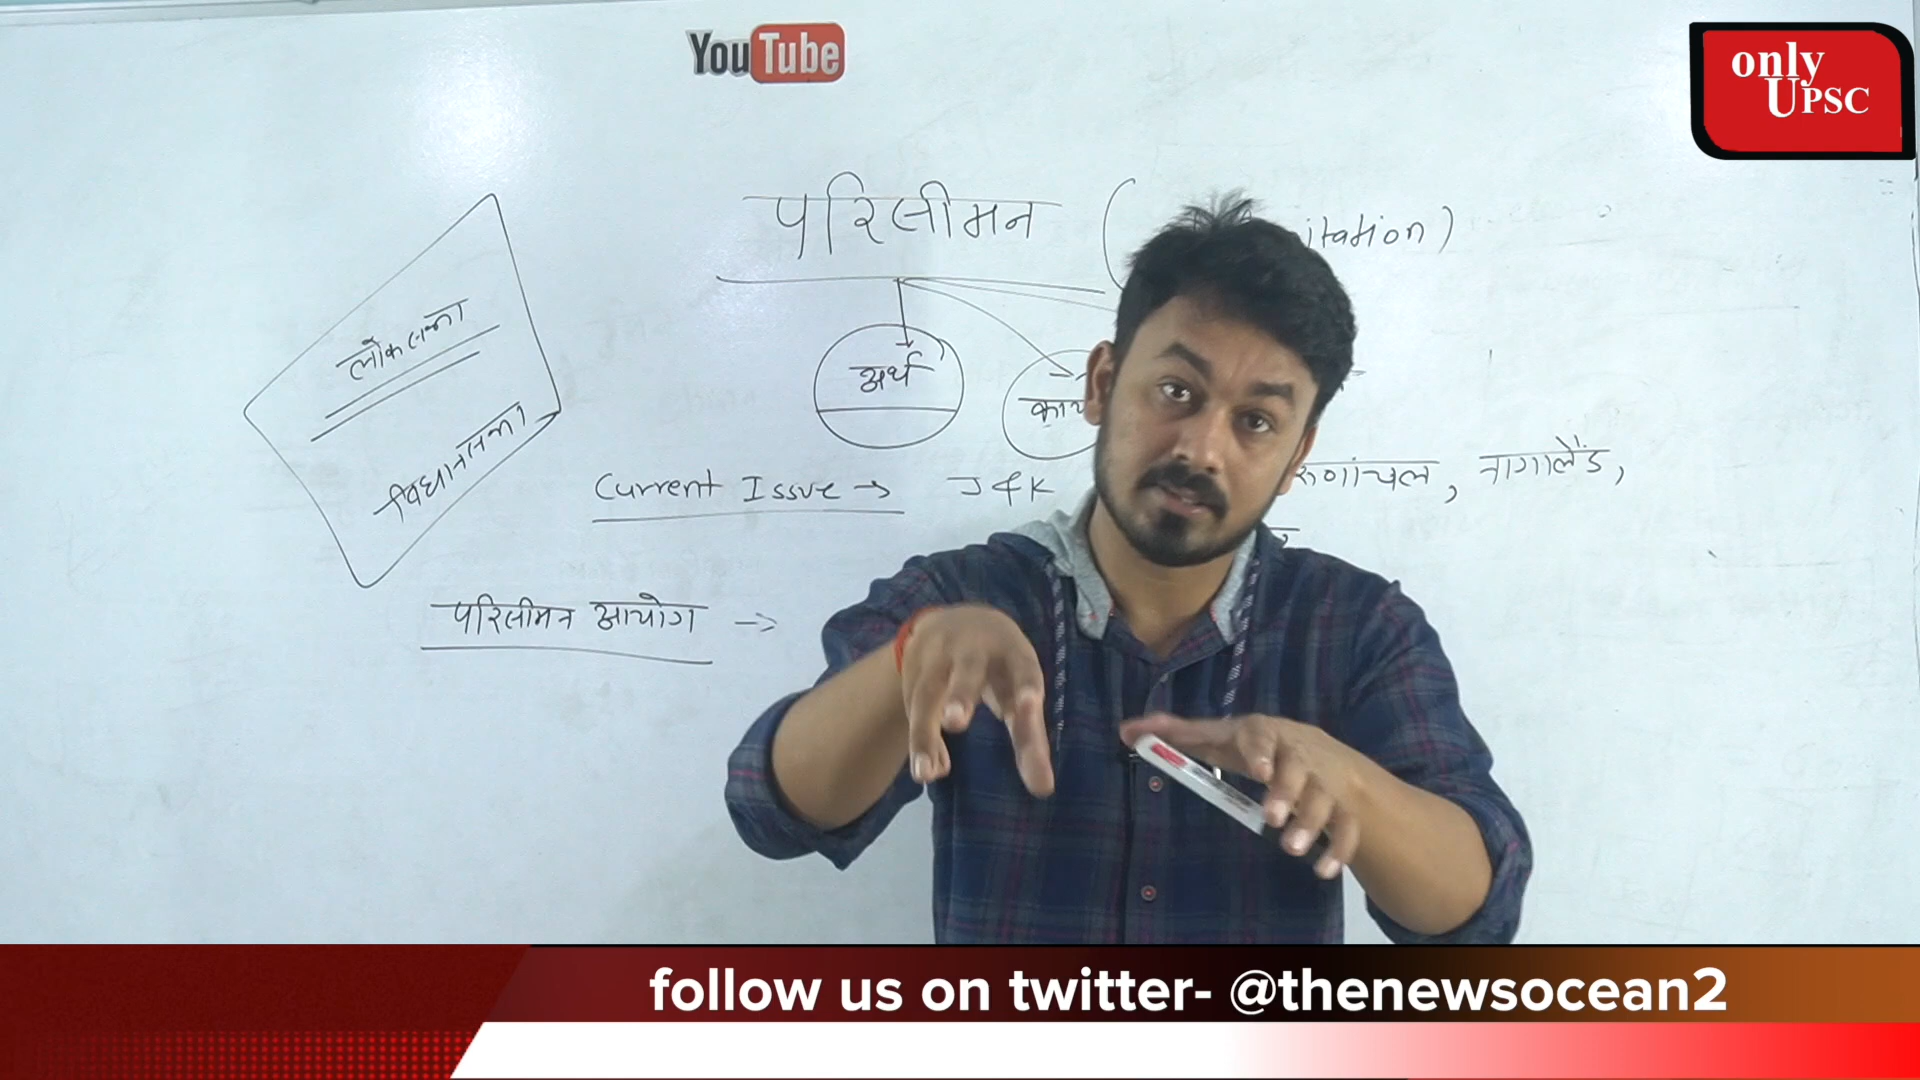 YouTube
only
UPSC
परिसीमन (
itation)
लोकसभा
विधानसभा
अर्थ
Current Issue → J & K
नागालैंड,
परिसीमन आयोग →
follow us on twitter- @thenewsocean2